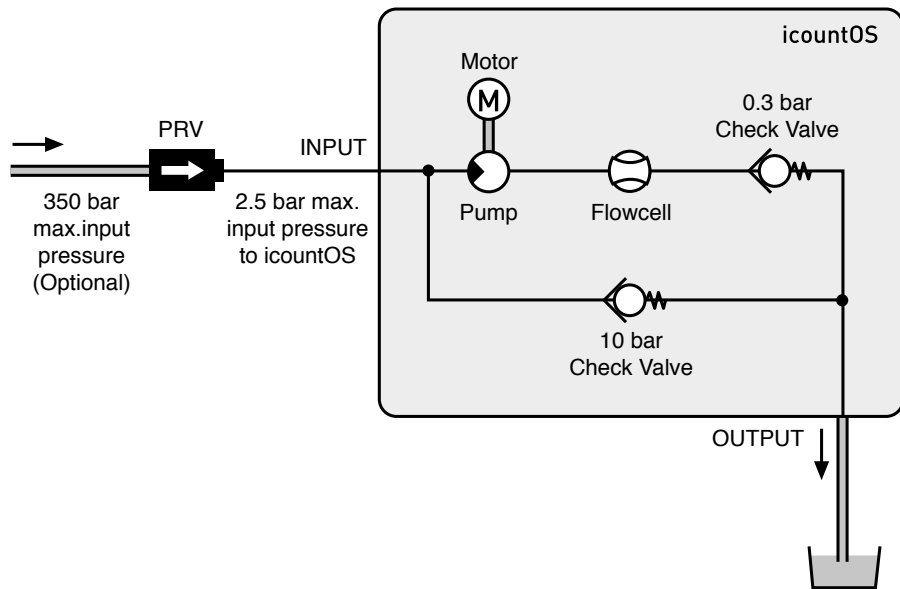 icountOS
Motor
M
0.3 bar
Check Valve
PRV
INPUT
350 bar
max.input
pressure
(Optional)
2.5 bar max.
input pressure
to icountOS
Pump
Flowcell
10 bar
Check Valve
OUTPUT